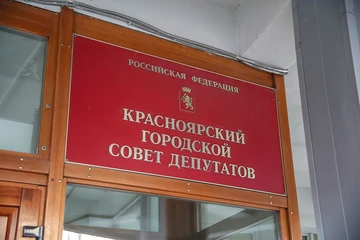 РОССИЙСКАЯ ФЕДЕРАЦИЯ
КРАСНОЯРСКИЙ
ГОРОДСКОЙ
СОВЕТ ДЕПУТАТОВ